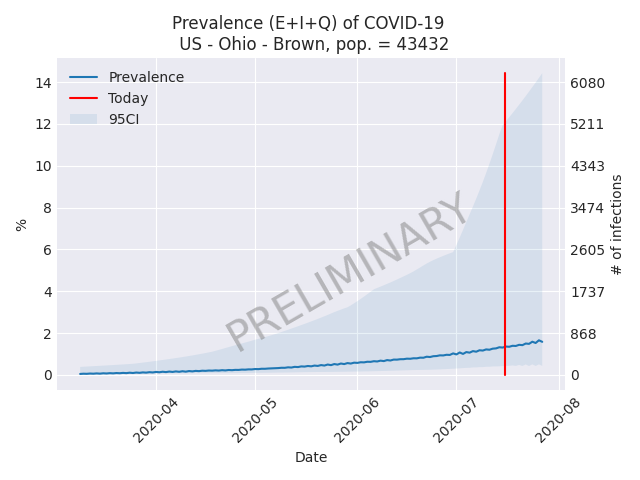 Prevalence (E+I+Q) of COVID-19
US - Ohio - Brown, pop. = 43432
Prevalence
Today
95CI
14
12
10
8
6
4
2
0
%
6080
5211
4343
3474
2605
1737
868
0
# of infections
PRELIMINARY
2020-04
2020-05
2020-06
2020-07
2020-08
Date